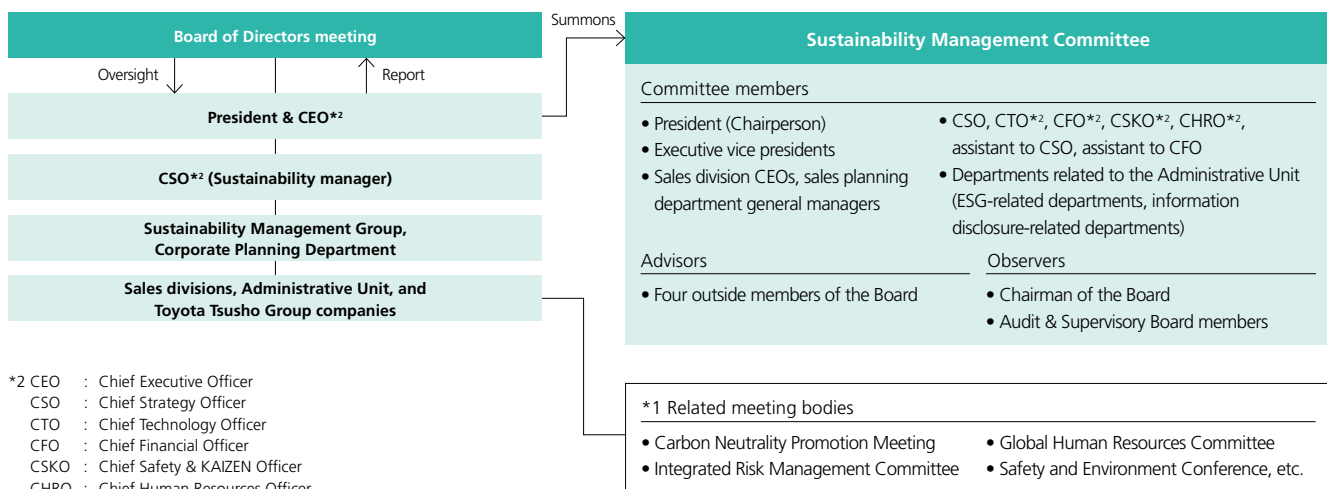 Board of Directors meeting
Oversight
Report
President & CEO*2
CSO*2 (Sustainability manager)
Sustainability Management Group,
Corporate Planning Department
Sales divisions, Administrative Unit, and
Toyota Tsusho Group companies
Summons
Sustainability Management Committee
Committee members
• President (Chairperson)
• Executive vice presidents
• Sales division CEOs, sales planning
department general managers
• CSO, CTO*2, CFO*2, CSKO*2, CHRO*2,
assistant to CSO, assistant to CFO
• Departments related to the Administrative Unit
(ESG-related departments, information
disclosure-related departments)
Advisors
• Four outside members of the Board
Observers
• Chairman of the Board
• Audit & Supervisory Board members
*2 CEO : Chief Executive Officer
CSO : Chief Strategy Officer
CTO : Chief Technology Officer
CFO : Chief Financial Officer
CSKO : Chief Safety & KAIZEN Officer
CHRO : Chief Human Resources Officer
*1 Related meeting bodies
• Carbon Neutrality Promotion Meeting
• Integrated Risk Management Committee
• Global Human Resources Committee
• Safety and Environment Conference, etc.